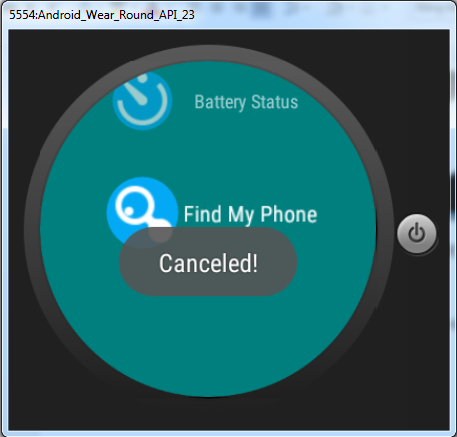 5554:Android_Wear_Round_API_23
Battery Status
Find My Phone
Canceled!